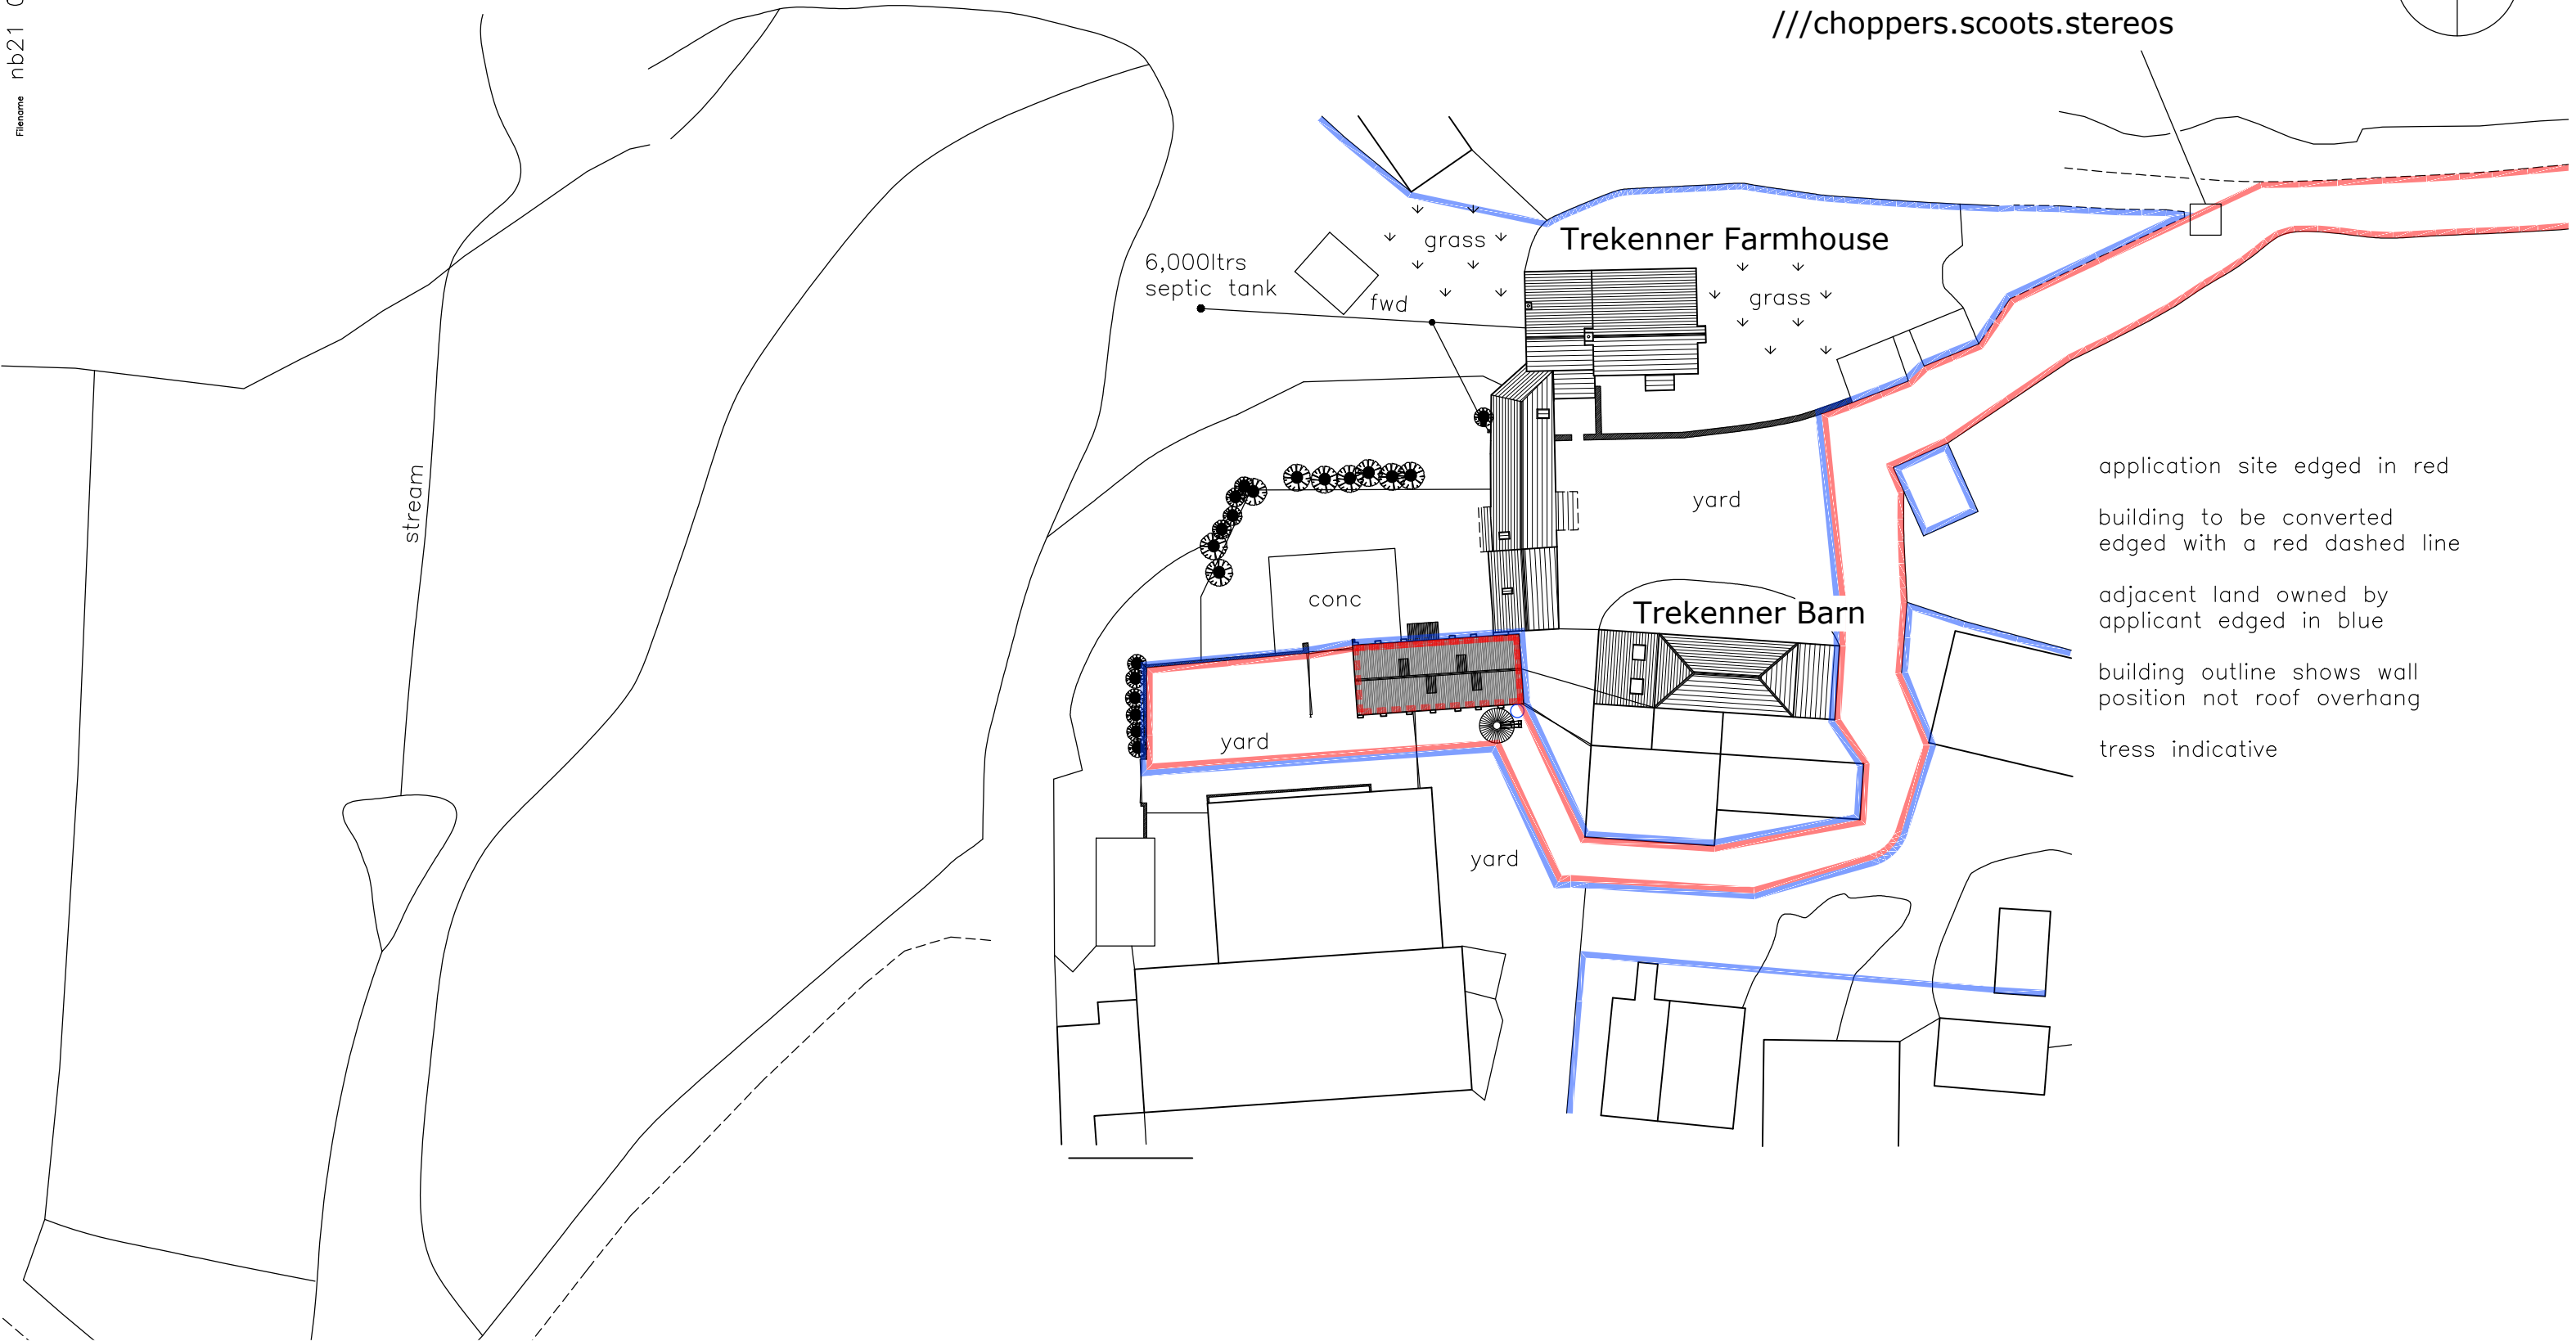 Filename nb21
///choppers.scoots.stereos
Trekenner Farmhouse
grass
6,000ltrs
septic tank
fwd
grass
stream
yard
conc
Trekenner Barn
yard
yard
application site edged in red
building to be converted
edged with a red dashed line
adjacent land owned by
applicant edged in blue
building outline shows wall
position not roof overhang
tress indicative